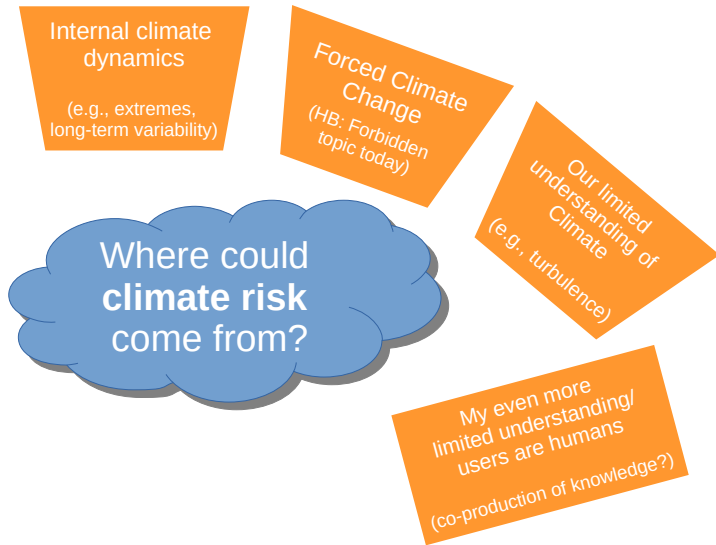 Internal climate
dynamics
(e.g., extremes,
long-term variability)
Forced Climate
Change
(HB: Forbidden
topic today)
Our limited
understanding of
Climate
(e.g., turbulence)
Where could
climate risk
come from?
My even more
limited understanding/
users are humans
(co-production of knowledge?)